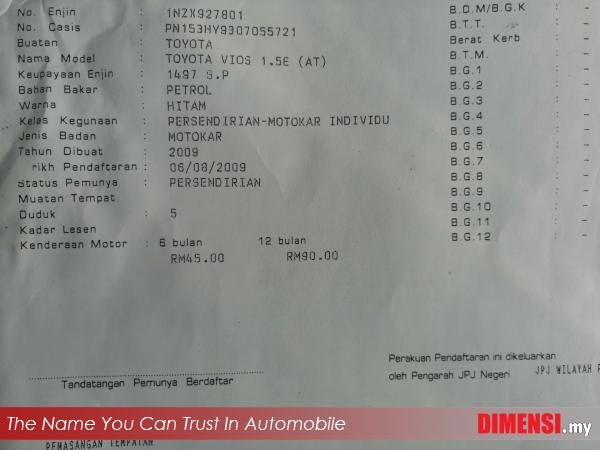 No. Enjin : 1NZX927801
No. Casis : PN153HY9307055721
Buatan : TOYOTA
Nama Model : TOYOTA VIOS 1.5E (AT)
Keupayaan Enjin : 1497 S.P
Bahan Bakar : PETROL
Warna : HITAM
Kelas Kegunaan : PERSENDIRIAN-MOTOKAR INDIVIDU
Jenis Badan : MOTOKAR
Tahun Dibuat : 2009
rikh Pendaftaran : 06/08/2009
Status Pemunya : PERSENDIRIAN
Muatan Tempat
Duduk : 5
Kadar Lesen
Kenderaan Motor : 6 bulan 12 bulan
RM45.00 RM90.00
B.D.M/B.G.K : -
B.T.T. : -
Berat Kerb : -
B.T.M. : -
B.G.1 : -
B.G.2 : -
B.G.3 : -
B.G.4 : -
B.G.5 : -
B.G.6 : -
B.G.7 : -
B.G.8 : -
B.G.9 : -
B.G.10 : -
B.G.11 : -
B.G.12 : -
Tandatangan Pemunya Berdaftar
Perakuan Pendaftaran ini dikeluarkan
oleh Pengarah JPJ Negeri JPJ WILAYAH P
The Name You Can Trust In Automobile
DIMENSI.my
PEMASANGAN TEMPATAN